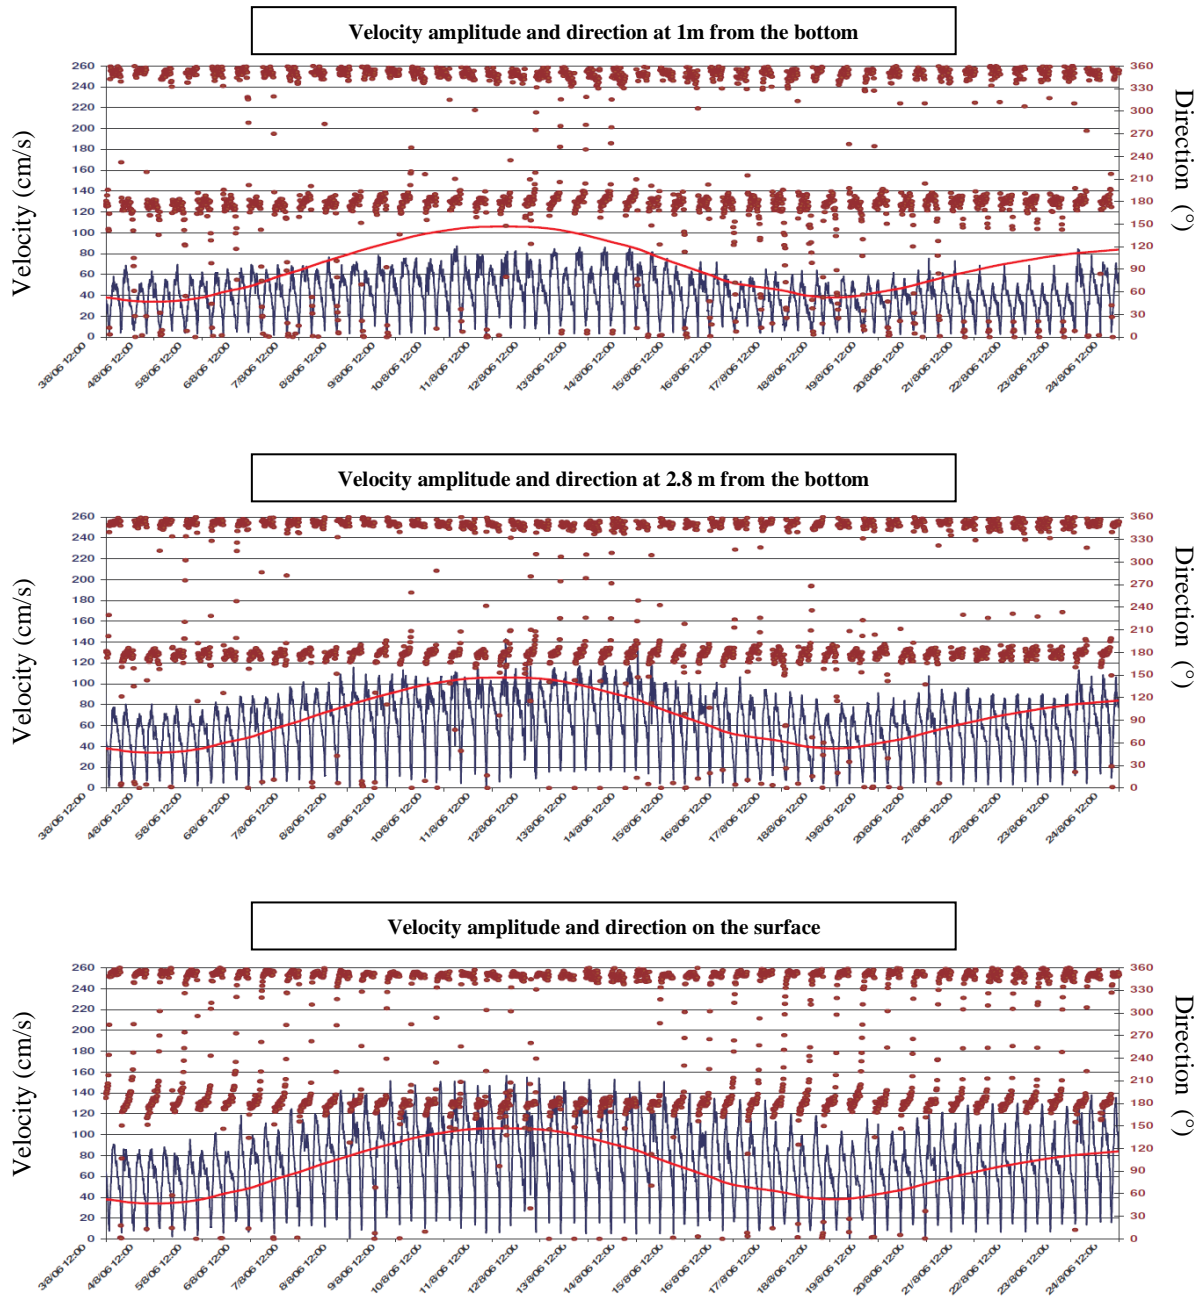 Velocity amplitude and direction at 1m from the bottom
260 240 220 200 180 160 140 120 100 80 60 40 20 0
Velocity (cm/s)
360 330 300 270 240 210 180 150 120 90 60 30 0
Direction (°)
3/8/06 12:00 4/8/06 12:00 5/8/06 12:00 6/8/06 12:00 7/8/06 12:00 8/8/06 12:00 9/8/06 12:00 10/8/06 12:00 11/8/06 12:00 12/8/06 12:00 13/8/06 12:00 14/8/06 12:00 15/8/06 12:00 16/8/06 12:00 17/8/06 12:00 18/8/06 12:00 19/8/06 12:00 20/8/06 12:00 21/8/06 12:00 22/8/06 12:00 23/8/06 12:00 24/8/06 12:00
Velocity amplitude and direction at 2.8 m from the bottom
260 240 220 200 180 160 140 120 100 80 60 40 20 0
Velocity (cm/s)
360 330 300 270 240 210 180 150 120 90 60 30 0
Direction (°)
3/8/06 12:00 4/8/06 12:00 5/8/06 12:00 6/8/06 12:00 7/8/06 12:00 8/8/06 12:00 9/8/06 12:00 10/8/06 12:00 11/8/06 12:00 12/8/06 12:00 13/8/06 12:00 14/8/06 12:00 15/8/06 12:00 16/8/06 12:00 17/8/06 12:00 18/8/06 12:00 19/8/06 12:00 20/8/06 12:00 21/8/06 12:00 22/8/06 12:00 23/8/06 12:00 24/8/06 12:00
Velocity amplitude and direction on the surface
260 240 220 200 180 160 140 120 100 80 60 40 20 0
Velocity (cm/s)
360 330 300 270 240 210 180 150 120 90 60 30 0
Direction (°)
3/8/06 12:00 4/8/06 12:00 5/8/06 12:00 6/8/06 12:00 7/8/06 12:00 8/8/06 12:00 9/8/06 12:00 10/8/06 12:00 11/8/06 12:00 12/8/06 12:00 13/8/06 12:00 14/8/06 12:00 15/8/06 12:00 16/8/06 12:00 17/8/06 12:00 18/8/06 12:00 19/8/06 12:00 20/8/06 12:00 21/8/06 12:00 22/8/06 12:00 23/8/06 12:00 24/8/06 12:00